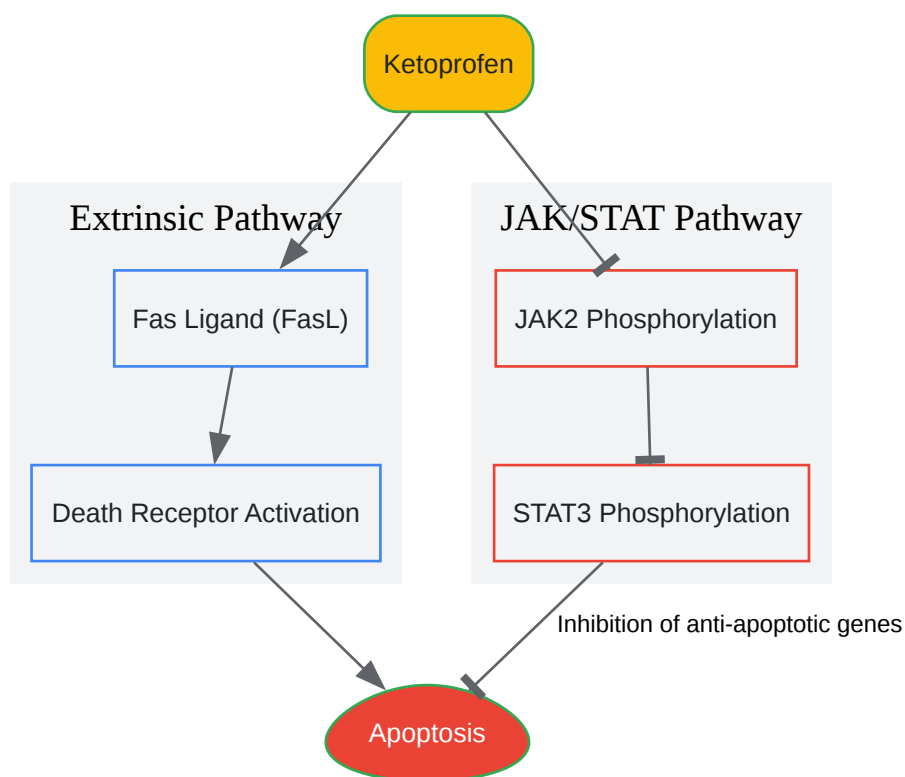 Ketoprofen
Extrinsic Pathway
JAK/STAT Pathway
Fas Ligand (FasL)
JAK2 Phosphorylation
Death Receptor Activation
STAT3 Phosphorylation
Inhibition of anti-apoptotic genes
Apoptosis